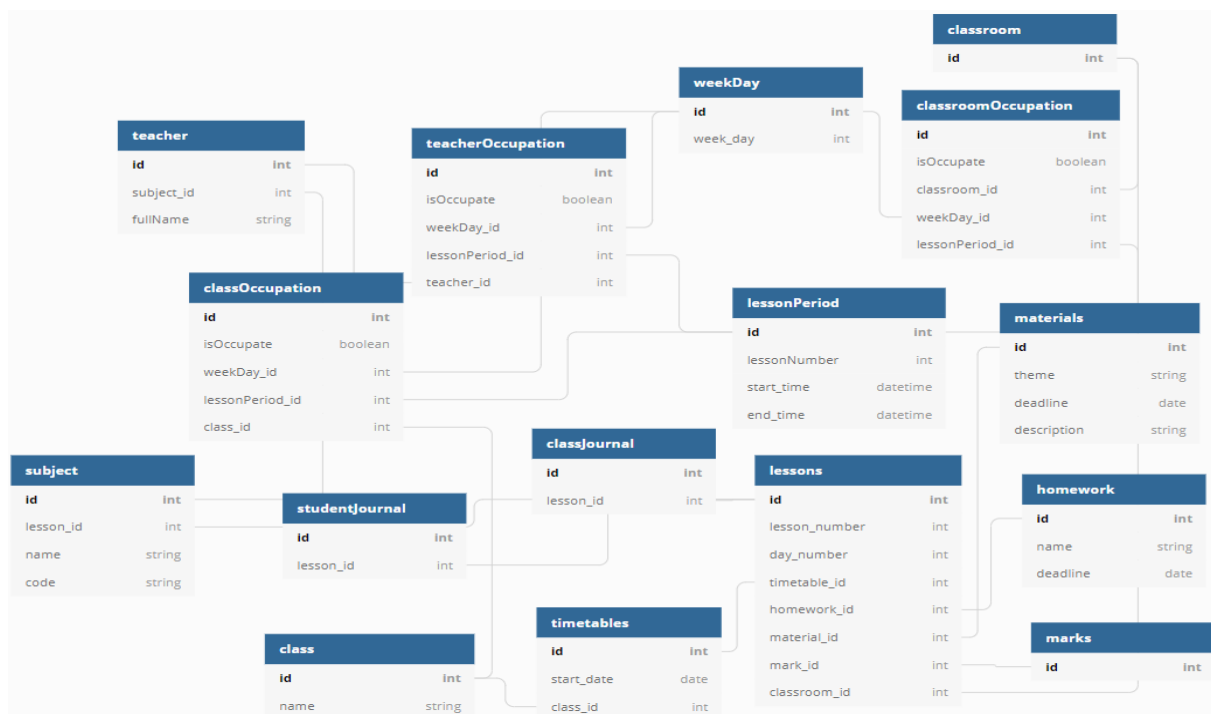 classroom
id int
weekDay
id int
week_day int
classroomOccupation
id int
isOccupate boolean
classroom_id int
weekDay_id int
lessonPeriod_id int
teacher
id int
subject_id int
fullName string
teacherOccupation
id int
isOccupate boolean
weekDay_id int
lessonPeriod_id int
teacher_id int
classOccupation
id int
isOccupate boolean
weekDay_id int
lessonPeriod_id int
class_id int
lessonPeriod
id int
lessonNumber int
start_time datetime
end_time datetime
materials
id int
theme string
deadline date
description string
subject
id int
lesson_id int
name string
code string
studentJournal
id int
lesson_id int
classJournal
id int
lesson_id int
lessons
id int
lesson_number int
day_number int
timetable_id int
homework_id int
material_id int
mark_id int
classroom_id int
homework
id int
name string
deadline date
class
id int
name string
timetables
id int
start_date date
class_id int
marks
id int